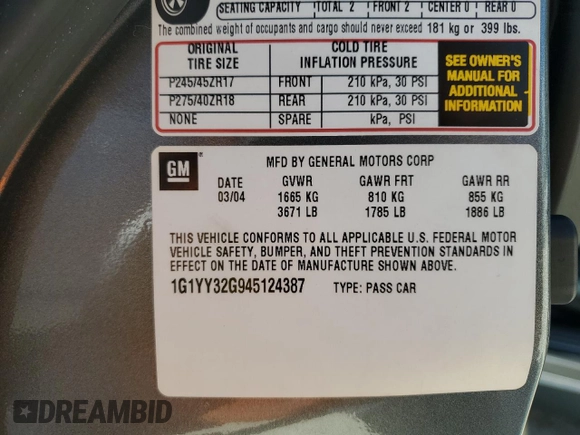 SEATING CAPACITY TOTAL 2 FRONT 2 CENTER 0 REAR 0
The combined weight of occupants and cargo should never exceed 181 kg or 399 lbs.
ORIGINAL TIRE SIZE COLD TIRE INFLATION PRESSURE
P245/45ZR17 FRONT 210 kPa, 30 PSI
P275/40ZR18 REAR 210 kPa, 30 PSI
NONE SPARE kPa, PSI
SEE OWNER'S
MANUAL FOR
ADDITIONAL
INFORMATION
GM
MFD BY GENERAL MOTORS CORP
DATE GVWR GAWR FRT GAWR RR
03/04 1665 KG 810 KG 855 KG
3671 LB 1785 LB 1886 LB
THIS VEHICLE CONFORMS TO ALL APPLICABLE U.S. FEDERAL MOTOR
VEHICLE SAFETY, BUMPER, AND THEFT PREVENTION STANDARDS IN
EFFECT ON THE DATE OF MANUFACTURE SHOWN ABOVE.
1G1YY32G945124387 TYPE: PASS CAR
DREAMBID